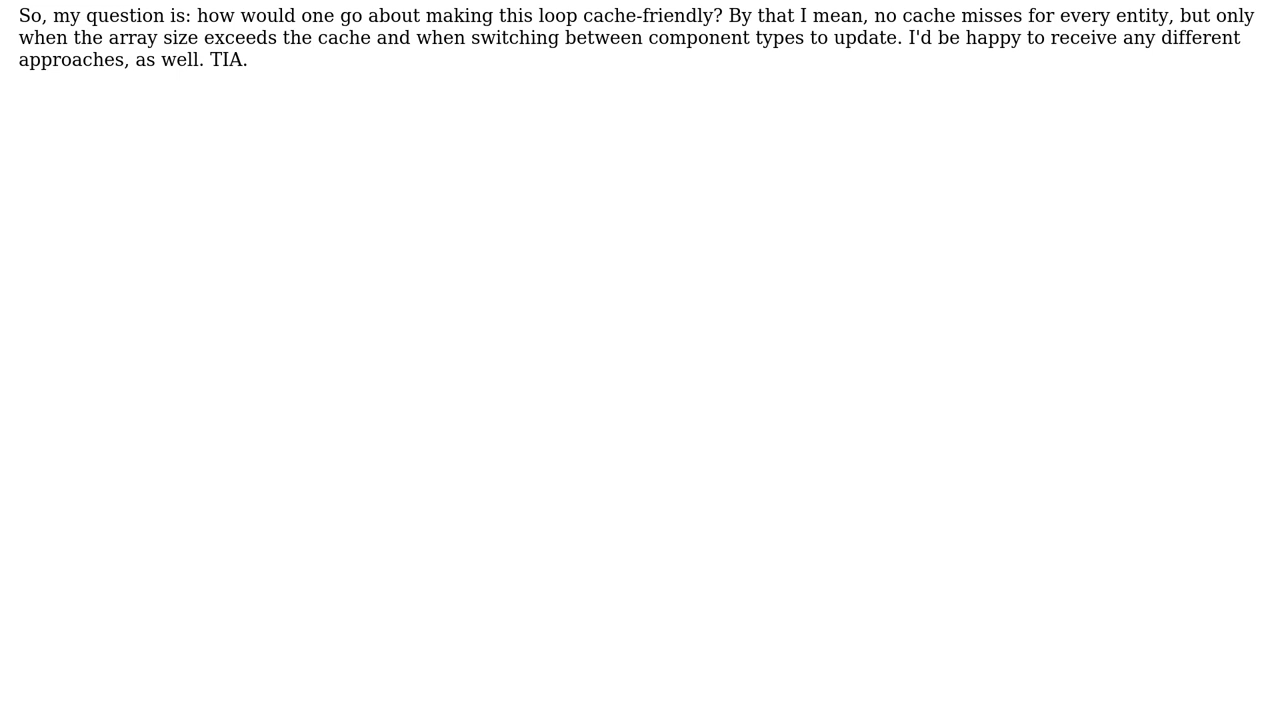 So, my question is: how would one go about making this loop cache-friendly? By that I mean, no cache misses for every entity, but only
when the array size exceeds the cache and when switching between component types to update. I'd be happy to receive any different
approaches, as well. TIA.